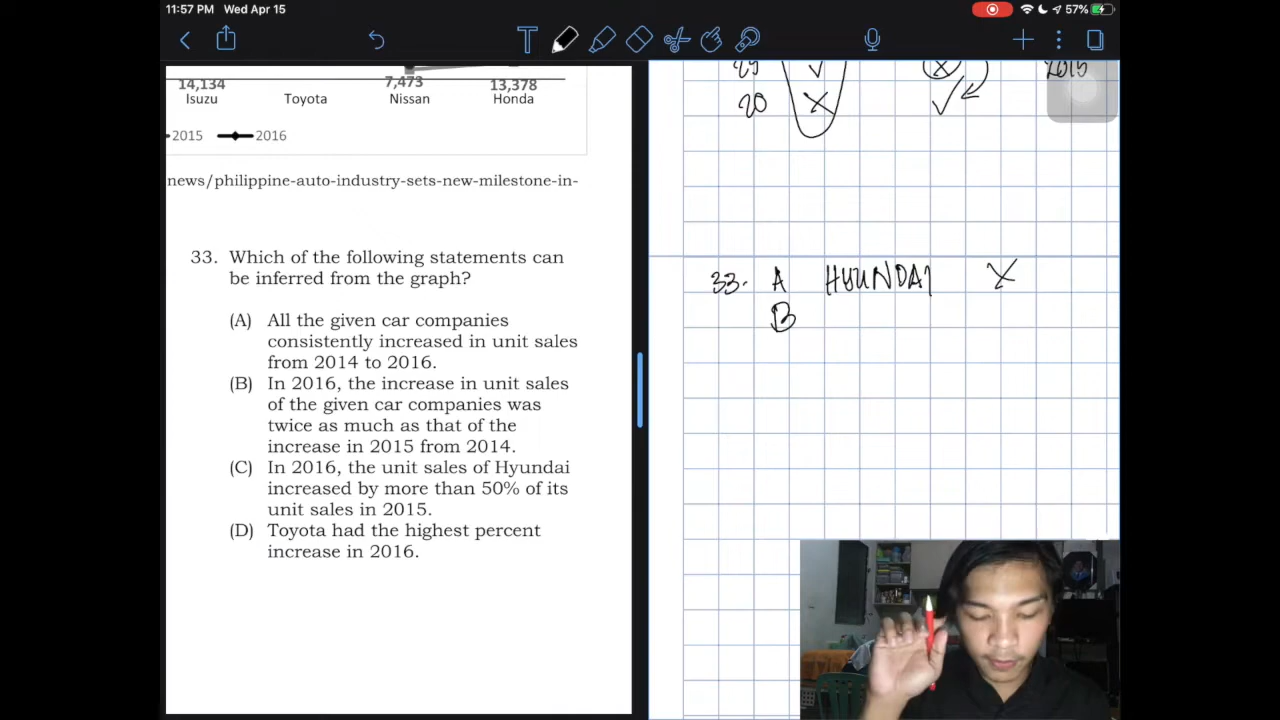 11:57 PM Wed Apr 15
57%
14,134
7,473
13,378
Isuzu Toyota Nissan Honda
2015 2016
news/philippine-auto-industry-sets-new-milestone-in-
33. Which of the following statements can
be inferred from the graph?
(A) All the given car companies
consistently increased in unit sales
from 2014 to 2016.
(B) In 2016, the increase in unit sales
of the given car companies was
twice as much as that of the
increase in 2015 from 2014.
(C) In 2016, the unit sales of Hyundai
increased by more than 50% of its
unit sales in 2015.
(D) Toyota had the highest percent
increase in 2016.
2015
20
33. A HYUNDAI X
B